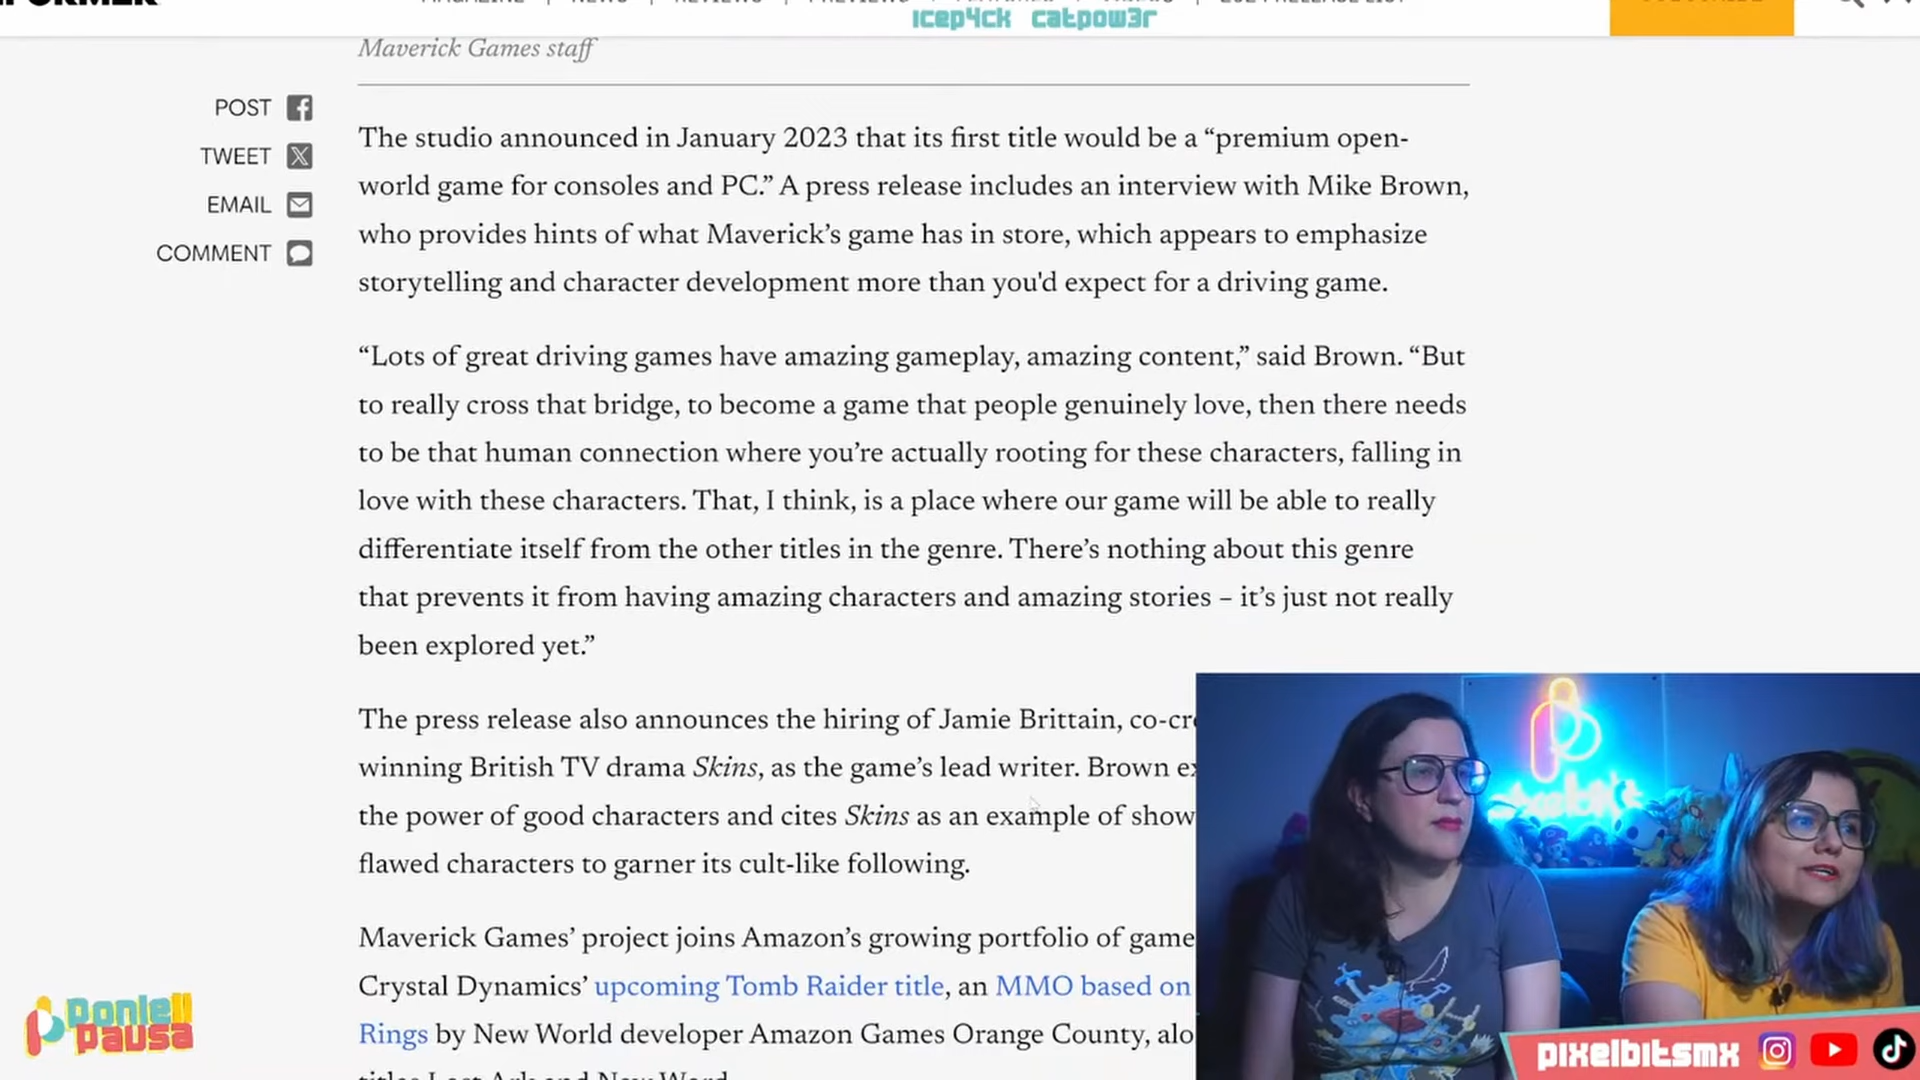 icep4ck catpow3r
Maverick Games staff
POST
TWEET
EMAIL
COMMENT
The studio announced in January 2023 that its first title would be a “premium open-
world game for consoles and PC.” A press release includes an interview with Mike Brown,
who provides hints of what Maverick’s game has in store, which appears to emphasize
storytelling and character development more than you'd expect for a driving game.
“Lots of great driving games have amazing gameplay, amazing content,” said Brown. “But
to really cross that bridge, to become a game that people genuinely love, then there needs
to be that human connection where you’re actually rooting for these characters, falling in
love with these characters. That, I think, is a place where our game will be able to really
differentiate itself from the other titles in the genre. There’s nothing about this genre
that prevents it from having amazing characters and amazing stories – it’s just not really
been explored yet.”
The press release also announces the hiring of Jamie Brittain, co-cr
winning British TV drama Skins, as the game’s lead writer. Brown ex
the power of good characters and cites Skins as an example of show
flawed characters to garner its cult-like following.
Maverick Games’ project joins Amazon’s growing portfolio of game
Crystal Dynamics’ upcoming Tomb Raider title, an MMO based on
Rings by New World developer Amazon Games Orange County, alo
Ponle Pausa
pixelbitsmx